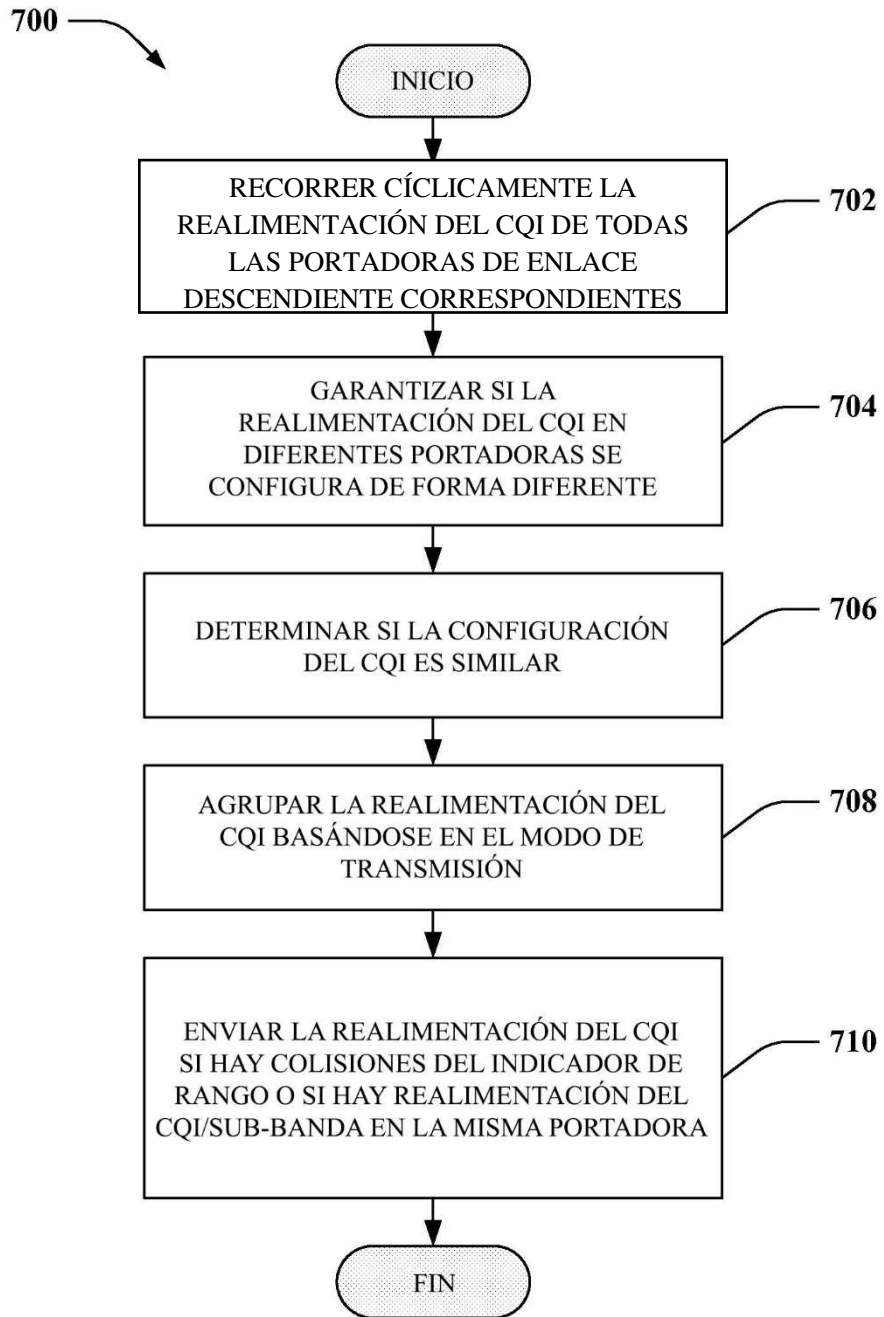 700
INICIO
RECORRER CÍCLICAMENTE LA
REALIMENTACIÓN DEL CQI DE TODAS
LAS PORTADORAS DE ENLACE
DESCENDIENTE CORRESPONDIENTES
702
GARANTIZAR SI LA
REALIMENTACIÓN DEL CQI EN
DIFERENTES PORTADORAS SE
CONFIGURA DE FORMA DIFERENTE
704
DETERMINAR SI LA CONFIGURACIÓN
DEL CQI ES SIMILAR
706
AGRUPAR LA REALIMENTACIÓN DEL
CQI BASÁNDOSE EN EL MODO DE
TRANSMISIÓN
708
ENVIAR LA REALIMENTACIÓN DEL CQI
SI HAY COLISIONES DEL INDICADOR DE
RANGO O SI HAY REALIMENTACIÓN DEL
CQI/SUB-BANDA EN LA MISMA PORTADORA
710
FIN